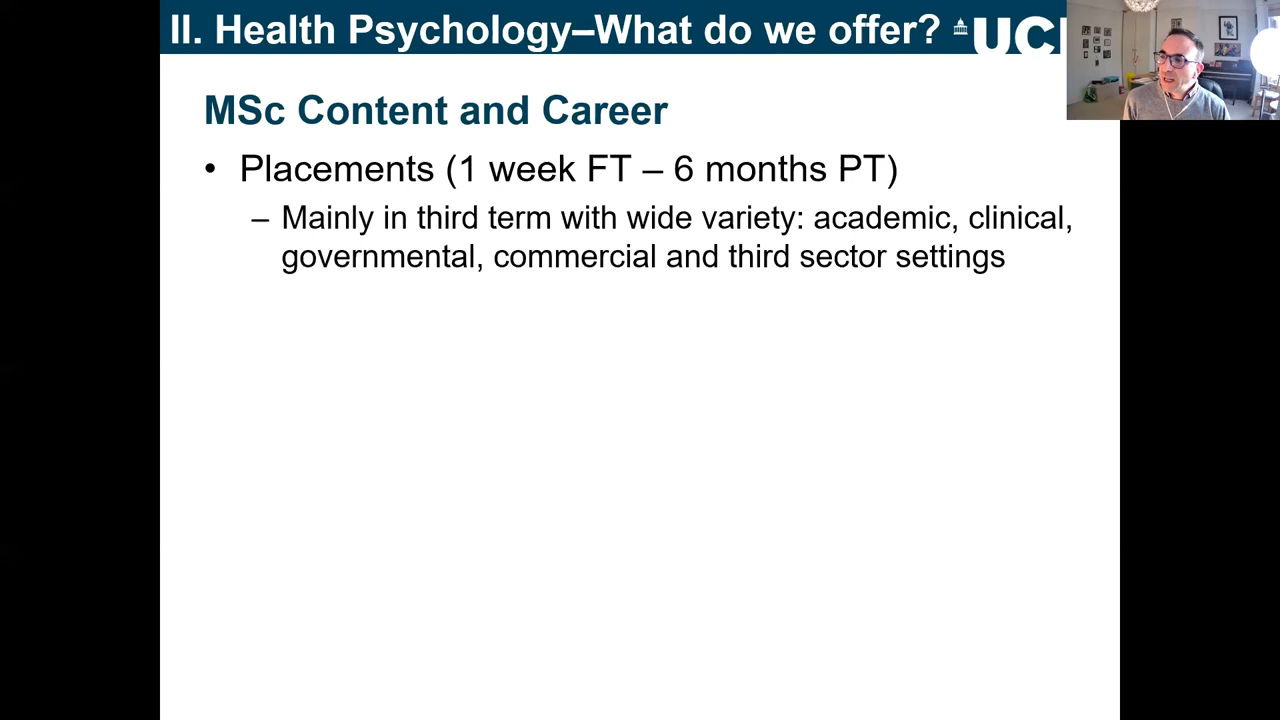 II. Health Psychology–What do we offer?
UCL
MSc Content and Career
• Placements (1 week FT – 6 months PT)
– Mainly in third term with wide variety: academic, clinical,
governmental, commercial and third sector settings